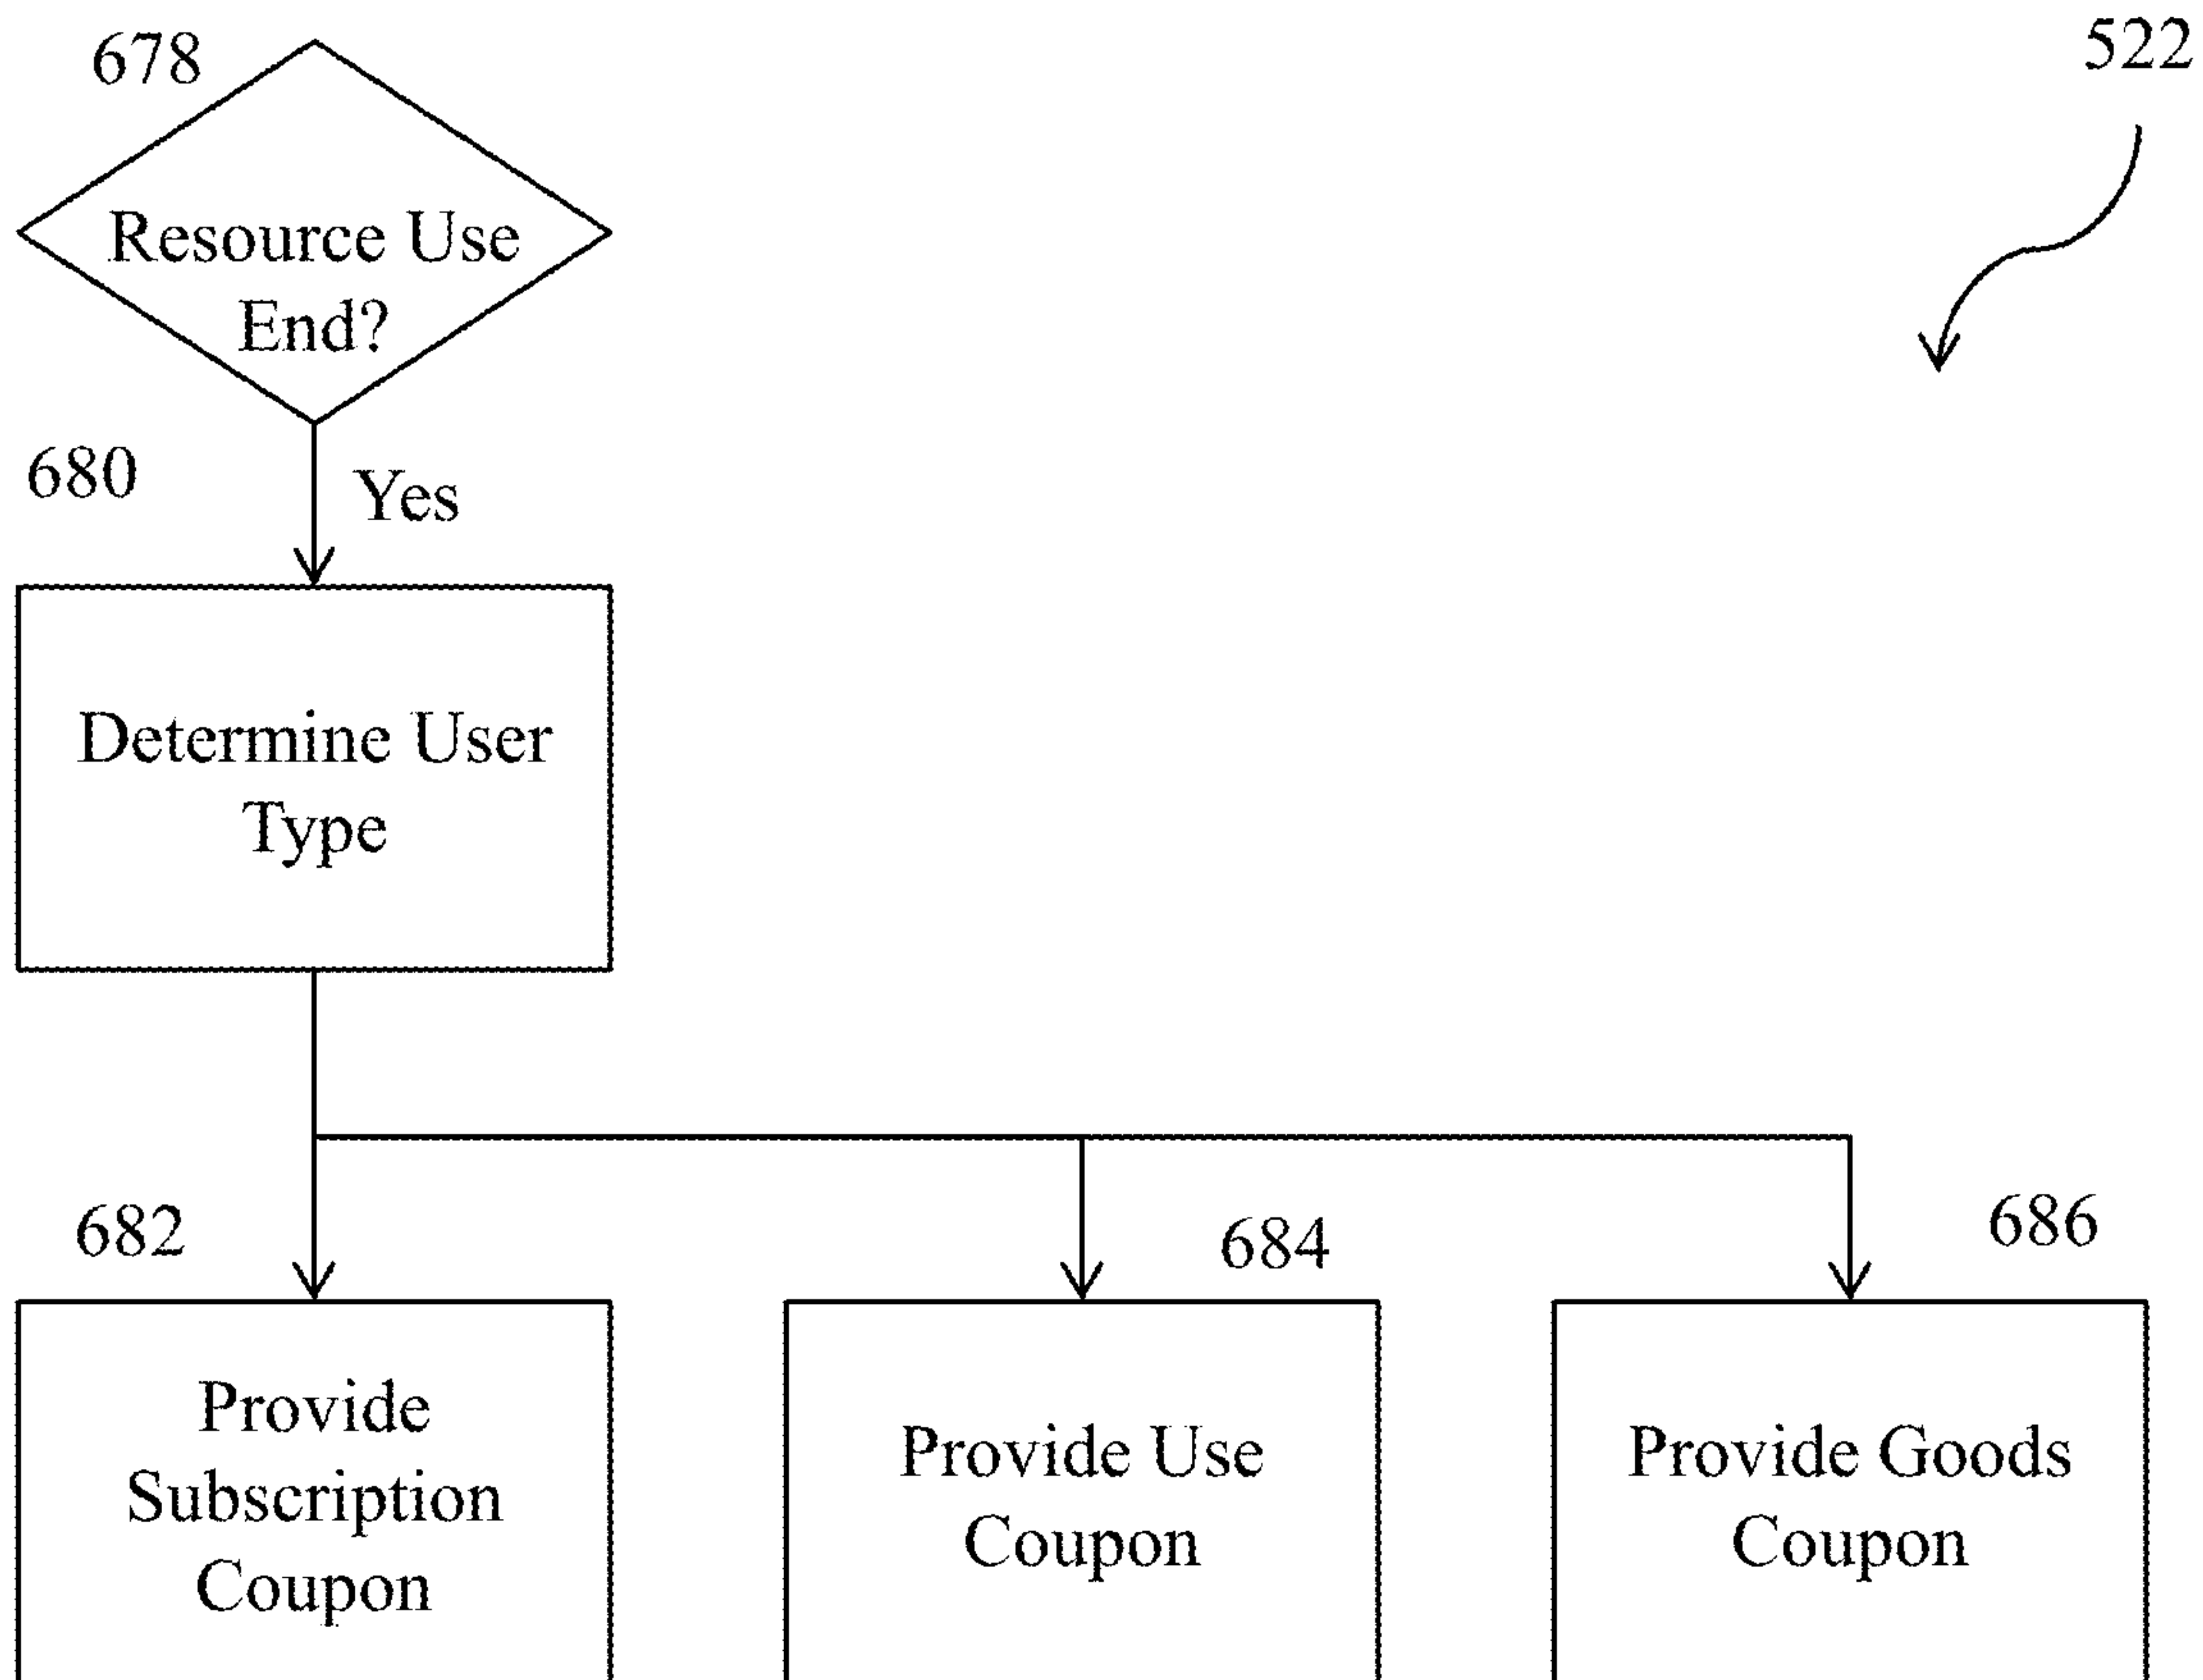 678
522
Resource Use
End?
680
Yes
Determine User
Type
682
684
686
Provide
Subscription
Coupon
Provide Use
Coupon
Provide Goods
Coupon